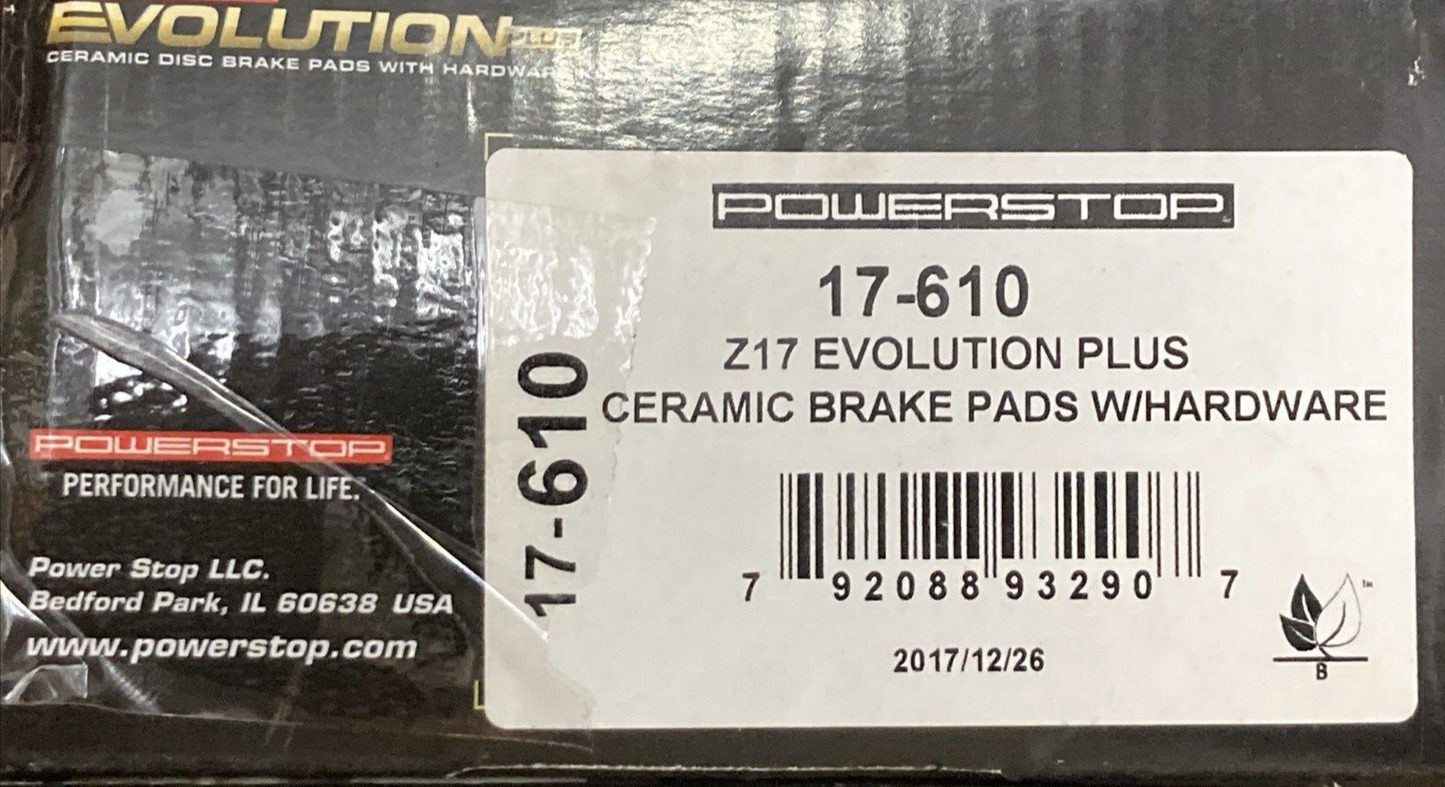 EVOLUTION PLUS
CERAMIC DISC BRAKE PADS WITH
POWERSTOP
PERFORMANCE FOR LIFE.™
Power Stop LLC.
Bedford Park, IL 60638 USA
www.powerstop.com
17-610
POWERSTOP
17-610
Z17 EVOLUTION PLUS
CERAMIC BRAKE PADS W/HARDWARE
7 92088 93290 7
2017/12/26
™
B